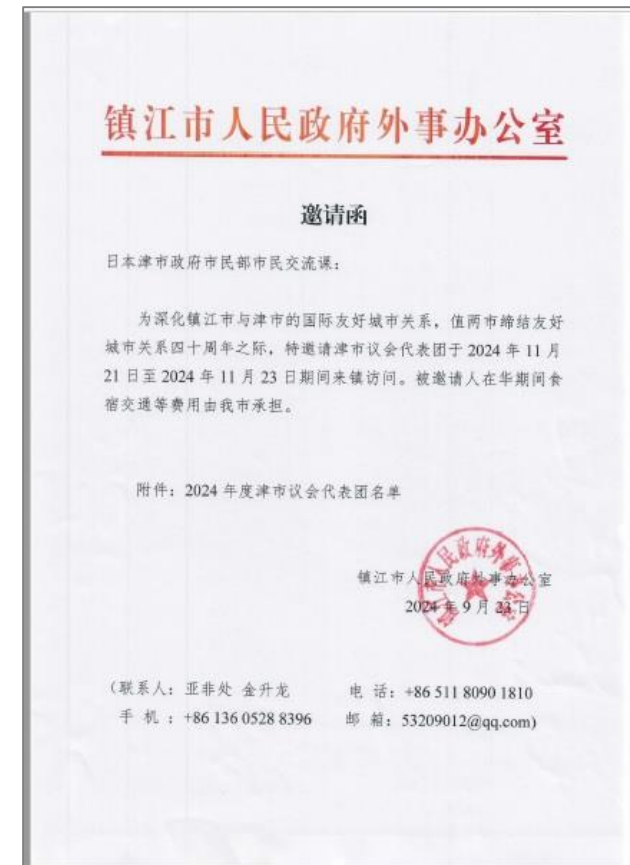 镇江市人民政府外事办公室
邀请函
日本津市政府市民部市民交流课：
为深化镇江市与津市的国际友好城市关系，值两市缔结友好
城市关系四十周年之际，特邀请津市议会代表团于 2024 年 11 月
21 日至 2024 年 11 月 23 日期间来镇访问。被邀请人在华期间食
宿交通等费用由我市承担。
附件：2024 年度津市议会代表团名单
镇江市人民政府外事办公室
2024 年 9 月 23 日
（联系人：亚非处 金升龙 电 话：+86 511 8090 1810
手 机 ：+86 136 0528 8396 邮 箱：53209012@qq.com)